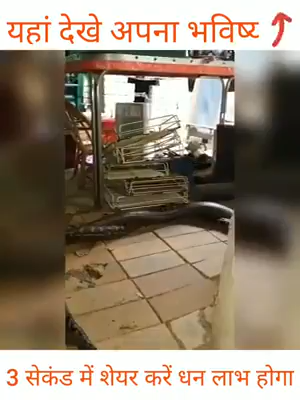 यहां देखे अपना भविष्य
3 सेकंड में शेयर करें धन लाभ होगा